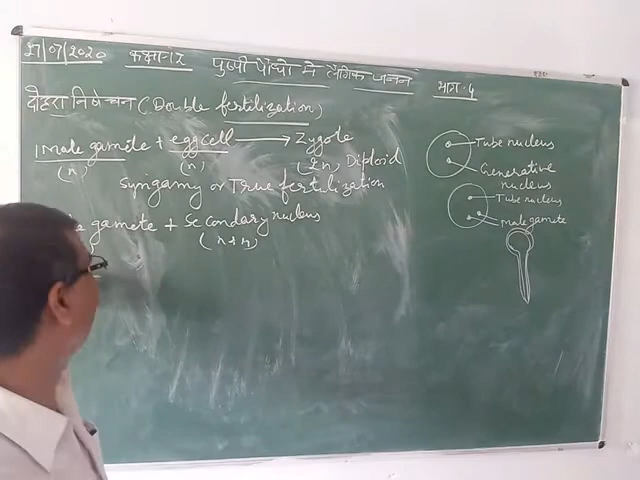 27/07/2020 कक्षा-12 पुष्पी पौधों में लैंगिक जनन भाग-4
दोहरा निषेचन (Double fertilization)
1 Male gamete + egg cell → Zygote
(n) (n) (2n) Diploid
Syngamy or True fertilization
gamete + Secondary nucleus
(n+n)
Tube nucleus
Generative
nucleus
Tube nucleus
Male gamete